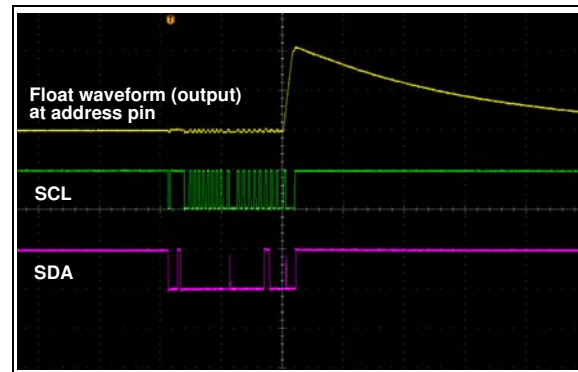 T
Float waveform (output)
at address pin
SCL
SDA